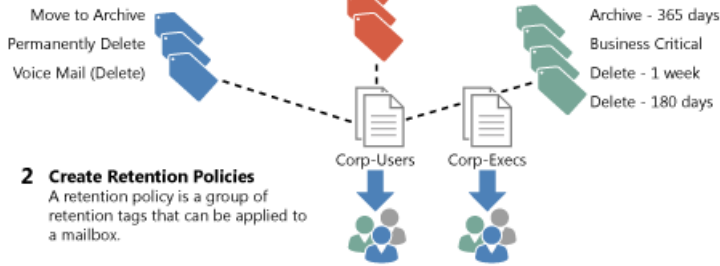 Move to Archive
Permanently Delete
Voice Mail (Delete)
Archive - 365 days
Business Critical
Delete - 1 week
Delete - 180 days
Corp-Users
Corp-Execs
2 Create Retention Policies
A retention policy is a group of
retention tags that can be applied to
a mailbox.